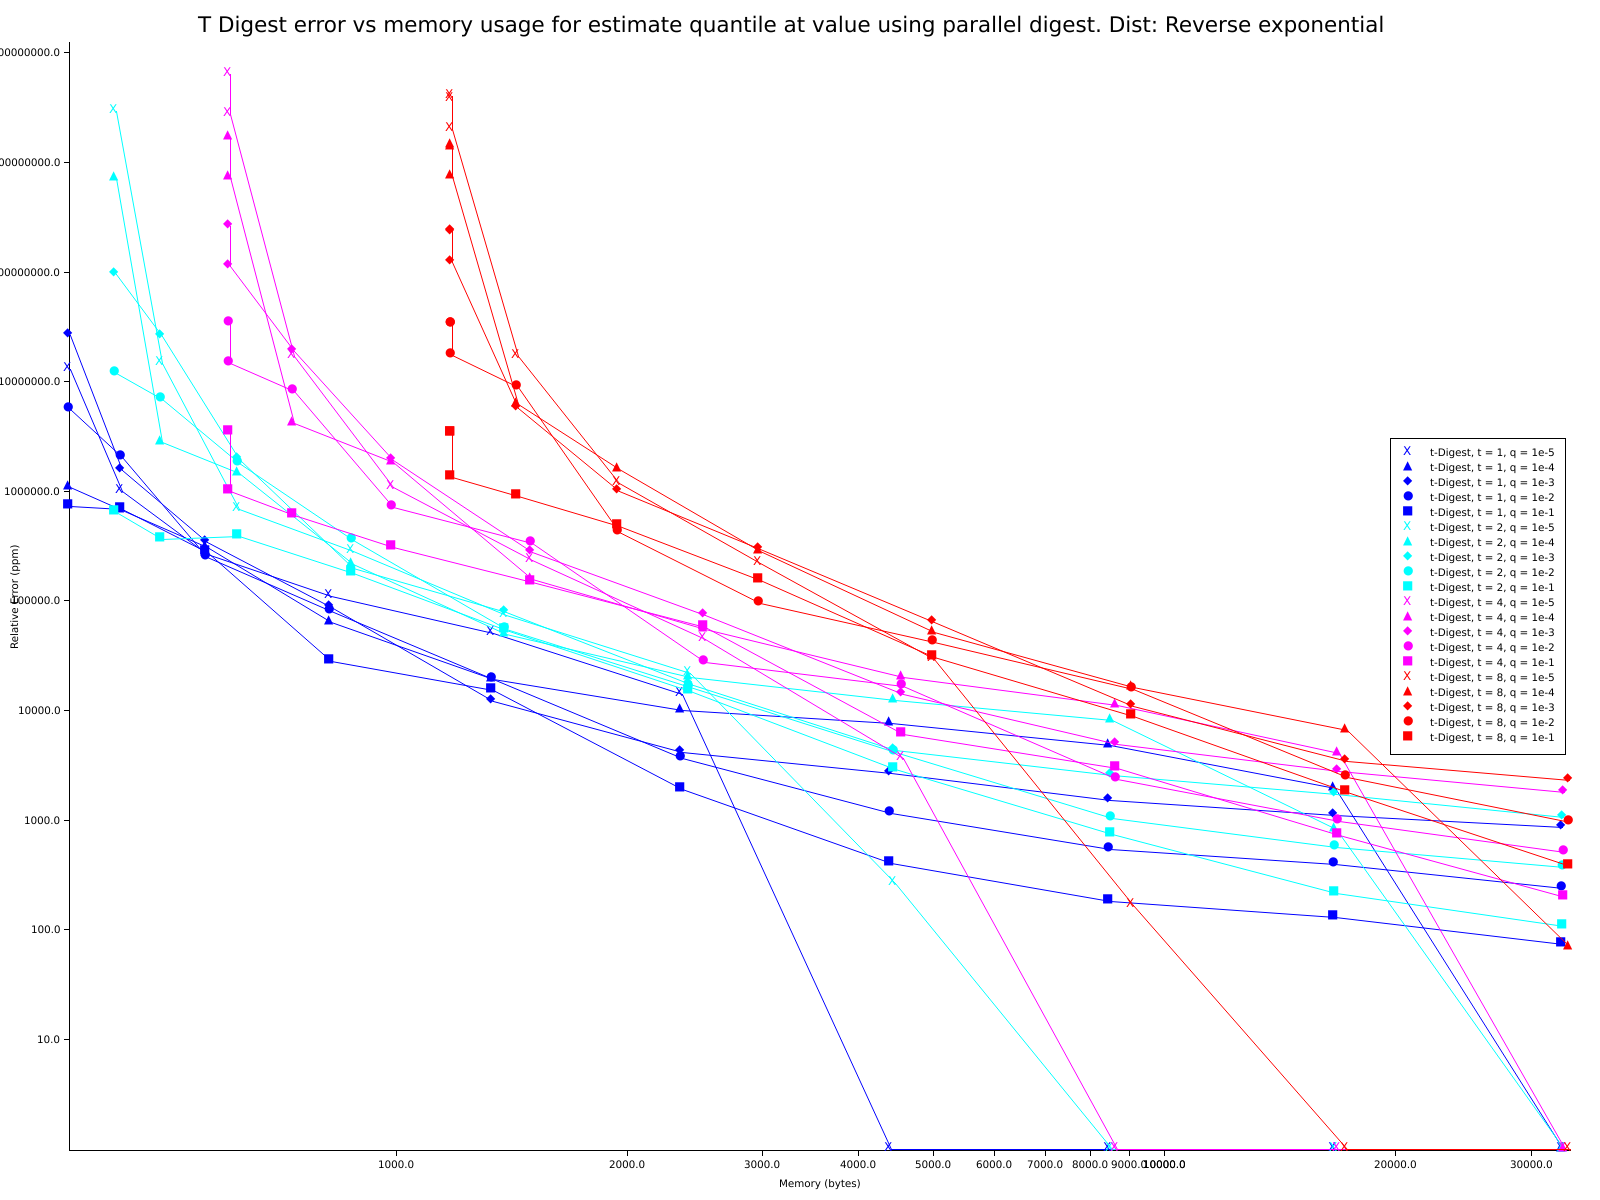 T Digest error vs memory usage for estimate quantile at value using parallel digest. Dist: Reverse exponential
00000000.0
00000000.0
00000000.0
10000000.0
1000000.0
100000.0
10000.0
1000.0
100.0
10.0
Relative Error (ppm)
t-Digest, t = 1, q = 1e-5
t-Digest, t = 1, q = 1e-4
t-Digest, t = 1, q = 1e-3
t-Digest, t = 1, q = 1e-2
t-Digest, t = 1, q = 1e-1
t-Digest, t = 2, q = 1e-5
t-Digest, t = 2, q = 1e-4
t-Digest, t = 2, q = 1e-3
t-Digest, t = 2, q = 1e-2
t-Digest, t = 2, q = 1e-1
t-Digest, t = 4, q = 1e-5
t-Digest, t = 4, q = 1e-4
t-Digest, t = 4, q = 1e-3
t-Digest, t = 4, q = 1e-2
t-Digest, t = 4, q = 1e-1
t-Digest, t = 8, q = 1e-5
t-Digest, t = 8, q = 1e-4
t-Digest, t = 8, q = 1e-3
t-Digest, t = 8, q = 1e-2
t-Digest, t = 8, q = 1e-1
1000.0 2000.0 3000.0 4000.0 5000.0 6000.0 7000.0 8000.0 9000.0 10000.0 20000.0 30000.0
Memory (bytes)